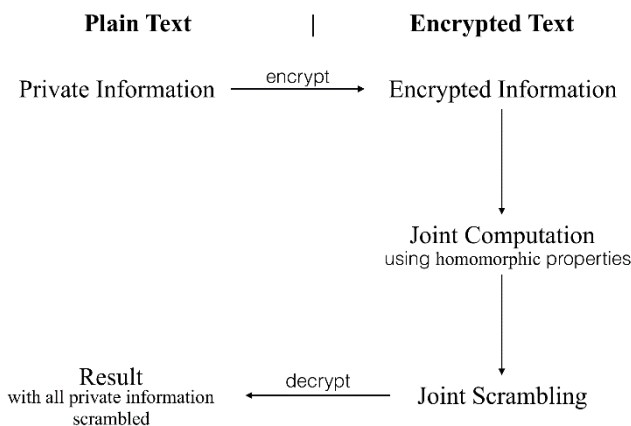 Plain Text | Encrypted Text
Private Information encrypt Encrypted Information
Joint Computation
using homomorphic properties
Result
with all private information
scrambled
decrypt
Joint Scrambling